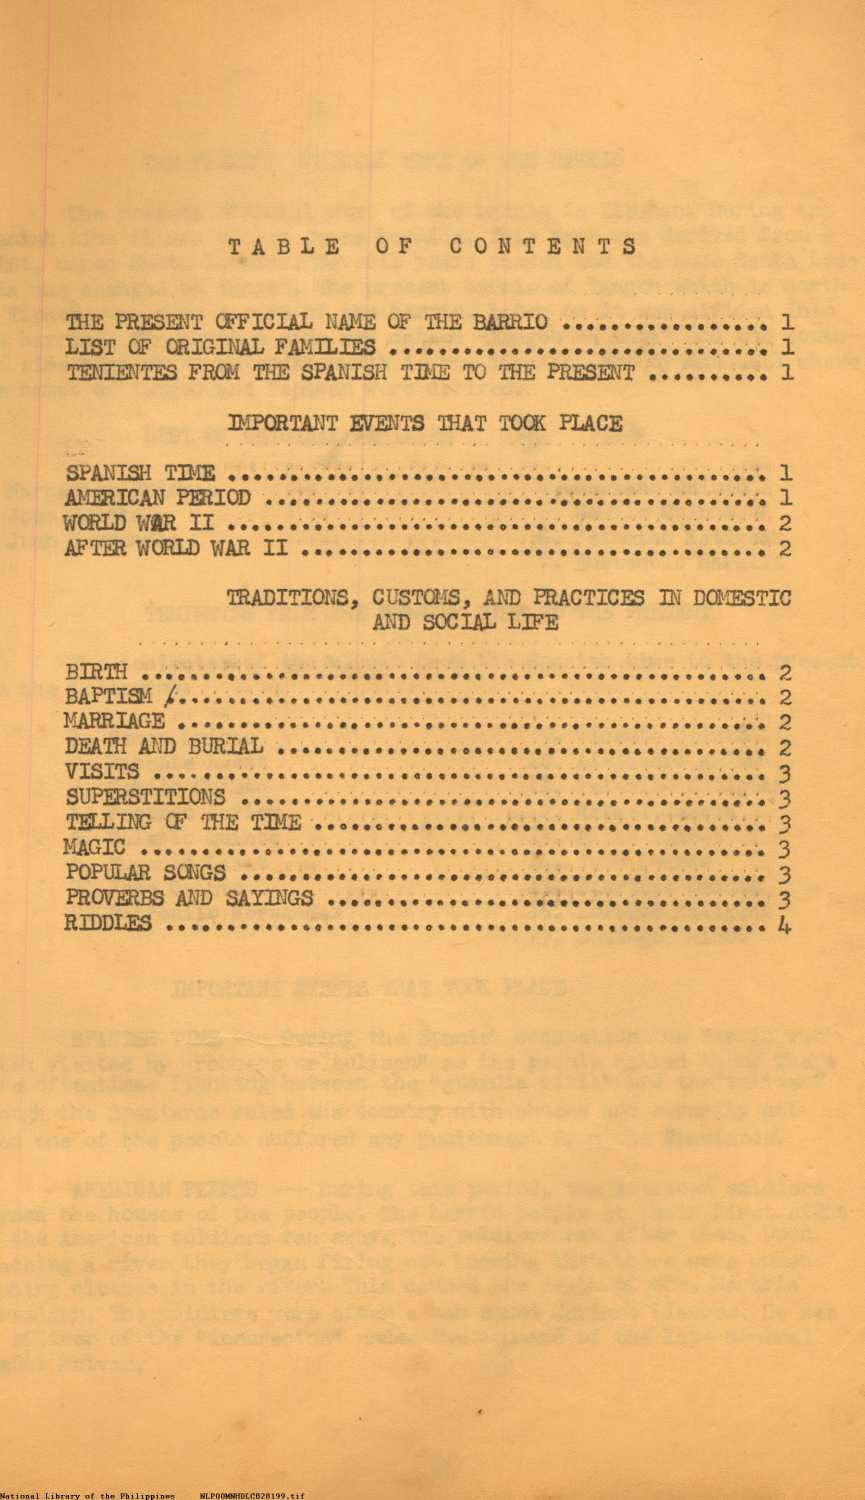 TABLE OF CONTENTS
THE PRESENT OFFICIAL NAME OF THE BARRIO ................. 1
LIST OF ORIGINAL FAMILIES ............................... 1
TENIENTES FROM THE SPANISH TIME TO THE PRESENT .......... 1
IMPORTANT EVENTS THAT TOOK PLACE
SPANISH TIME ............................................ 1
AMERICAN PERIOD ......................................... 1
WORLD WAR II ............................................ 2
AFTER WORLD WAR II ...................................... 2
TRADITIONS, CUSTOMS, AND PRACTICES IN DOMESTIC
AND SOCIAL LIFE
BIRTH ................................................... 2
BAPTISM /................................................ 2
MARRIAGE ................................................ 2
DEATH AND BURIAL ........................................ 2
VISITS .................................................. 3
SUPERSTITIONS ........................................... 3
TELLING OF THE TIME ..................................... 3
MAGIC ................................................... 3
POPULAR SONGS ........................................... 3
PROVERBS AND SAYINGS .................................... 3
RIDDLES ................................................. 4
National Library of the Philippines NLPOOMNHDLCB28199.tif